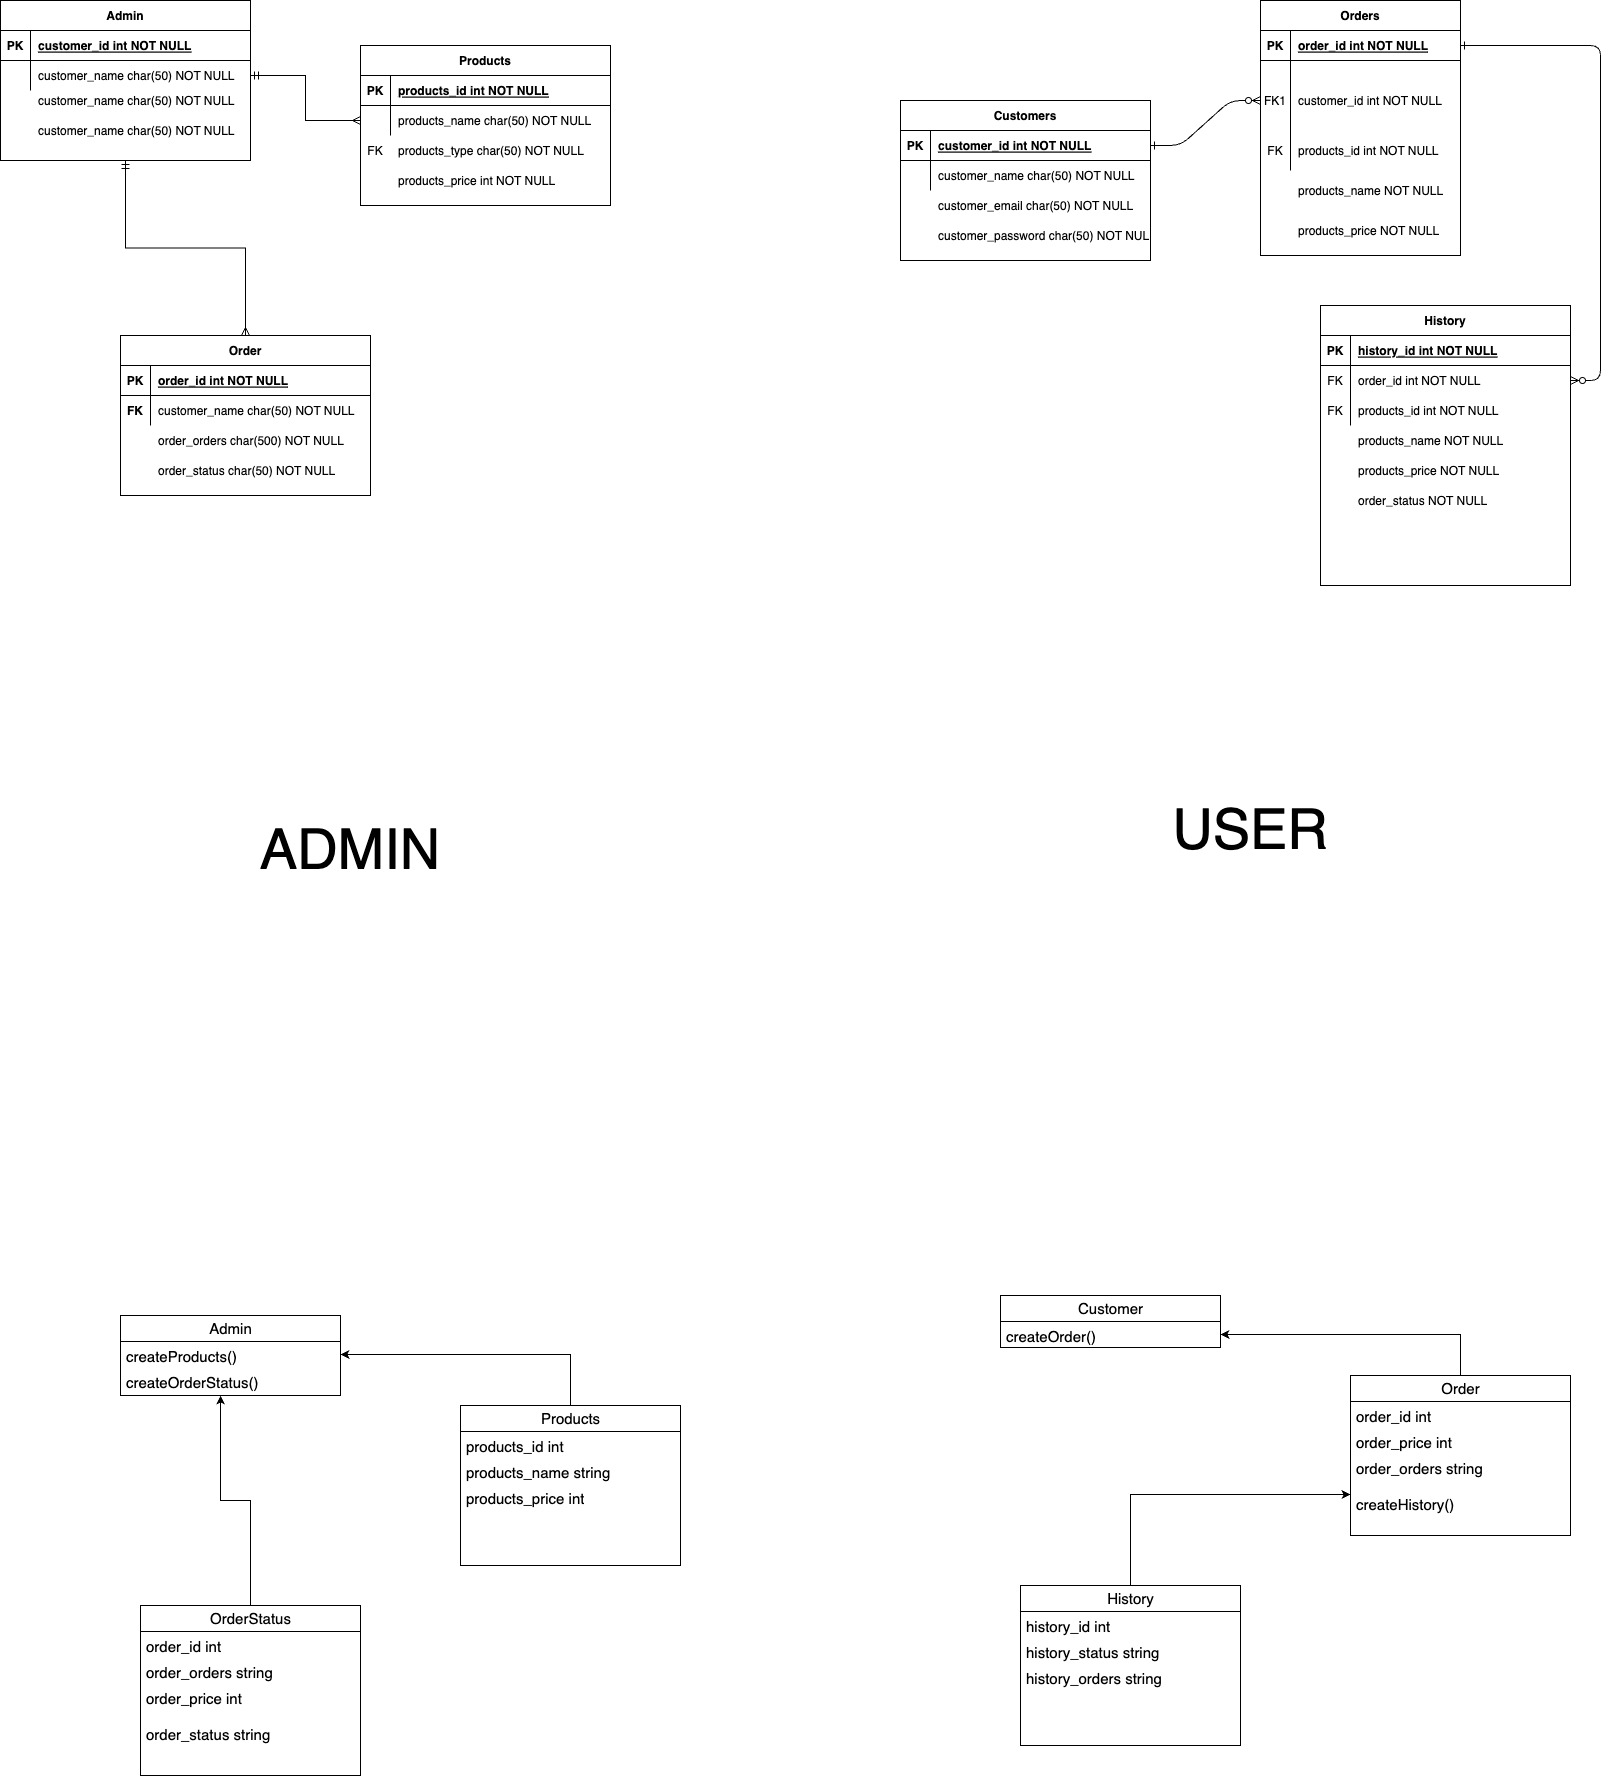 Admin
PK customer_id int NOT NULL
customer_name char(50) NOT NULL
customer_name char(50) NOT NULL
customer_name char(50) NOT NULL
Products
PK products_id int NOT NULL
products_name char(50) NOT NULL
FK products_type char(50) NOT NULL
products_price int NOT NULL
Order
PK order_id int NOT NULL
FK customer_name char(50) NOT NULL
order_orders char(500) NOT NULL
order_status char(50) NOT NULL
Customers
PK customer_id int NOT NULL
customer_name char(50) NOT NULL
customer_email char(50) NOT NULL
customer_password char(50) NOT NUL
Orders
PK order_id int NOT NULL
FK1 customer_id int NOT NULL
FK products_id int NOT NULL
products_name NOT NULL
products_price NOT NULL
History
PK history_id int NOT NULL
FK order_id int NOT NULL
FK products_id int NOT NULL
products_name NOT NULL
products_price NOT NULL
order_status NOT NULL
ADMIN
USER
Admin
createProducts()
createOrderStatus()
Products
products_id int
products_name string
products_price int
OrderStatus
order_id int
order_orders string
order_price int
order_status string
Customer
createOrder()
Order
order_id int
order_price int
order_orders string
createHistory()
History
history_id int
history_status string
history_orders string